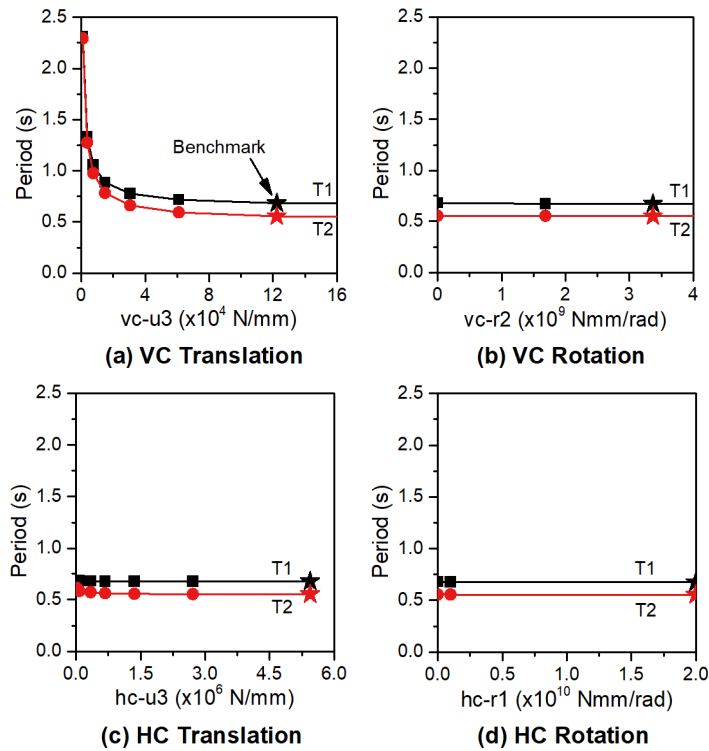 2.5
2.0
1.5
1.0
0.5
0.0
Period (s)
Benchmark
T1
T2
0 4 8 12 16
vc-u3 (x10⁴ N/mm)
(a) VC Translation
2.5
2.0
1.5
1.0
0.5
0.0
Period (s)
T1
T2
0 1 2 3 4
vc-r2 (x10⁹ Nmm/rad)
(b) VC Rotation
2.5
2.0
1.5
1.0
0.5
0.0
Period (s)
T1
T2
0.0 1.5 3.0 4.5 6.0
hc-u3 (x10⁶ N/mm)
(c) HC Translation
2.5
2.0
1.5
1.0
0.5
0.0
Period (s)
T1
T2
0.0 0.5 1.0 1.5 2.0
hc-r1 (x10¹⁰ Nmm/rad)
(d) HC Rotation